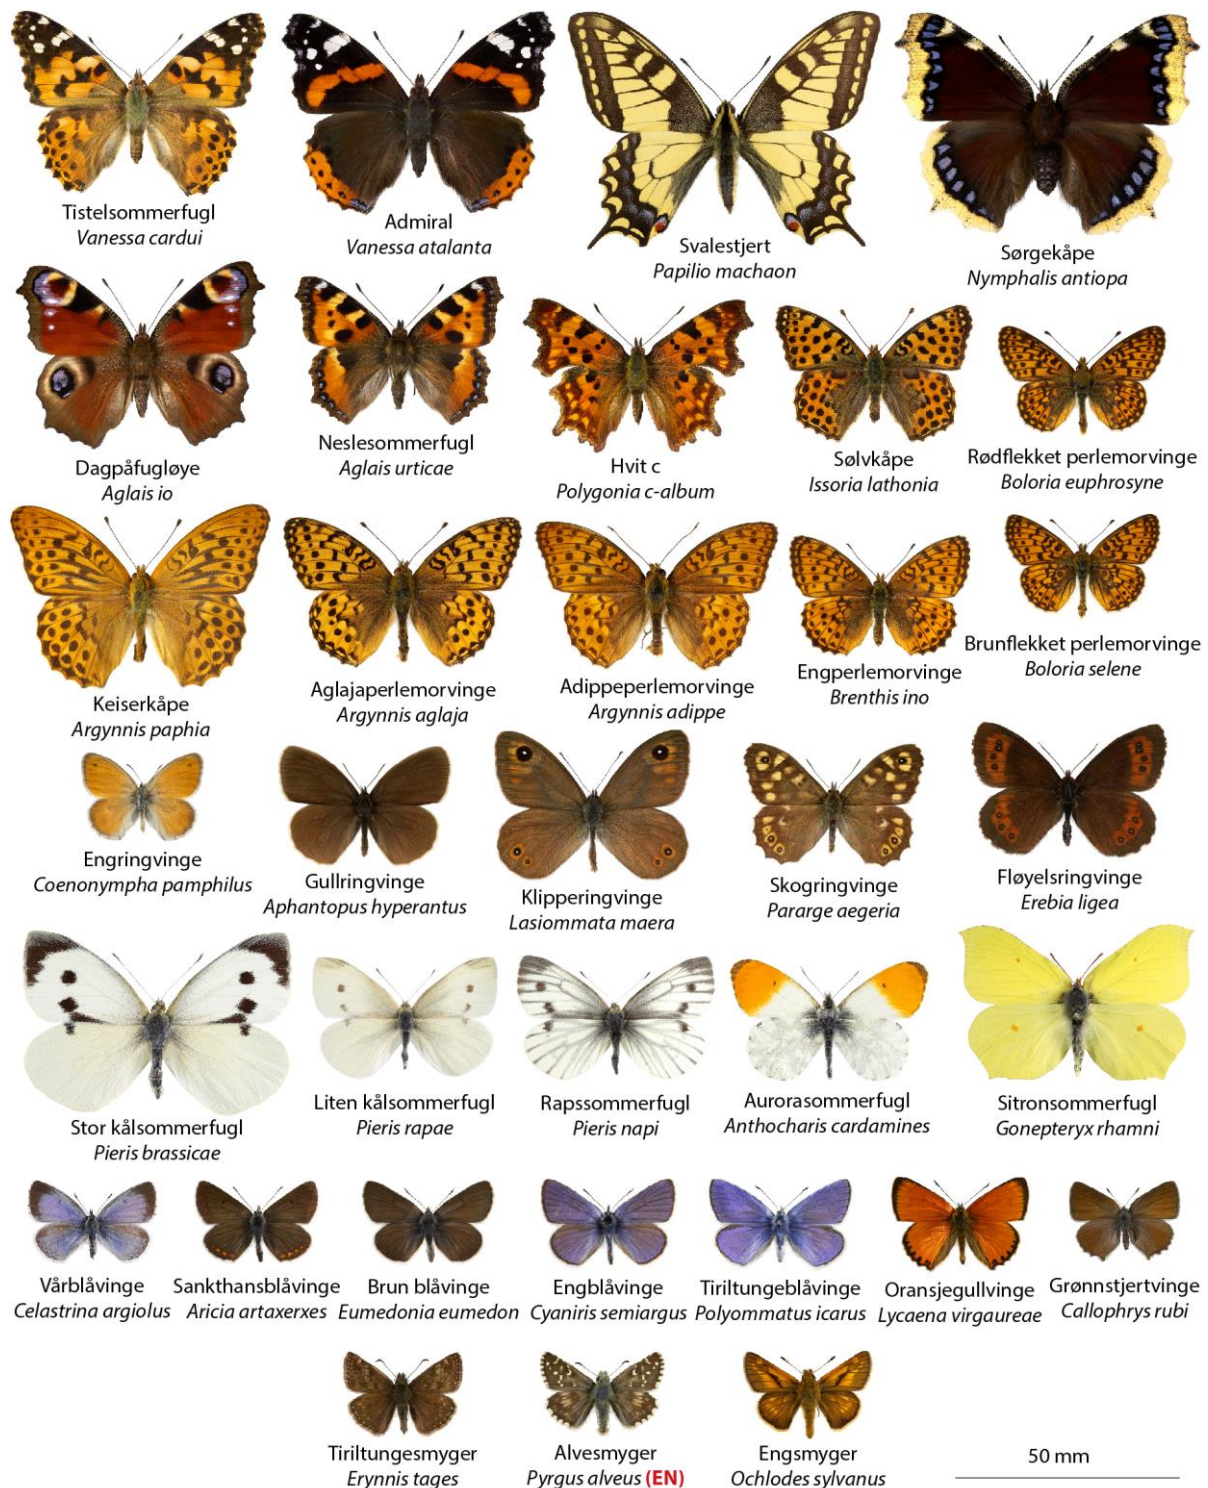 Tistelsommerfugl
Vanessa cardui
Admiral
Vanessa atalanta
Svalestjert
Papilio machaon
Sørgekåpe
Nymphalis antiopa
Dagpåfugløye
Aglais io
Neslesommerfugl
Aglais urticae
Hvit c
Polygonia c-album
Sølvkåpe
Issoria lathonia
Rødflekket perlemorvinge
Boloria euphrosyne
Keiserkåpe
Argynnis paphia
Aglajaperlemorvinge
Argynnis aglaja
Adippeperlemorvinge
Argynnis adippe
Engperlemorvinge
Brenthis ino
Brunflekket perlemorvinge
Boloria selene
Engringvinge
Coenonympha pamphilus
Gullringvinge
Aphantopus hyperantus
Klipperingvinge
Lasiommata maera
Skogringvinge
Pararge aegeria
Fløyelsringvinge
Erebia ligea
Stor kålsommerfugl
Pieris brassicae
Liten kålsommerfugl
Pieris rapae
Rapssommerfugl
Pieris napi
Aurorasommerfugl
Anthocharis cardamines
Sitronsommerfugl
Gonepteryx rhamni
Vårblåvinge
Celastrina argiolus
Sankthansblåvinge
Aricia artaxerxes
Brun blåvinge
Eumedonia eumedon
Engblåvinge
Cyaniris semiargus
Tiriltungeblåvinge
Polyommatus icarus
Oransjegullvinge
Lycaena virgaureae
Grønnstjertvinge
Callophrys rubi
Tiriltungesmyger
Erynnis tages
Alvesmyger
Pyrgus alveus (EN)
Engsmyger
Ochlodes sylvanus
50 mm